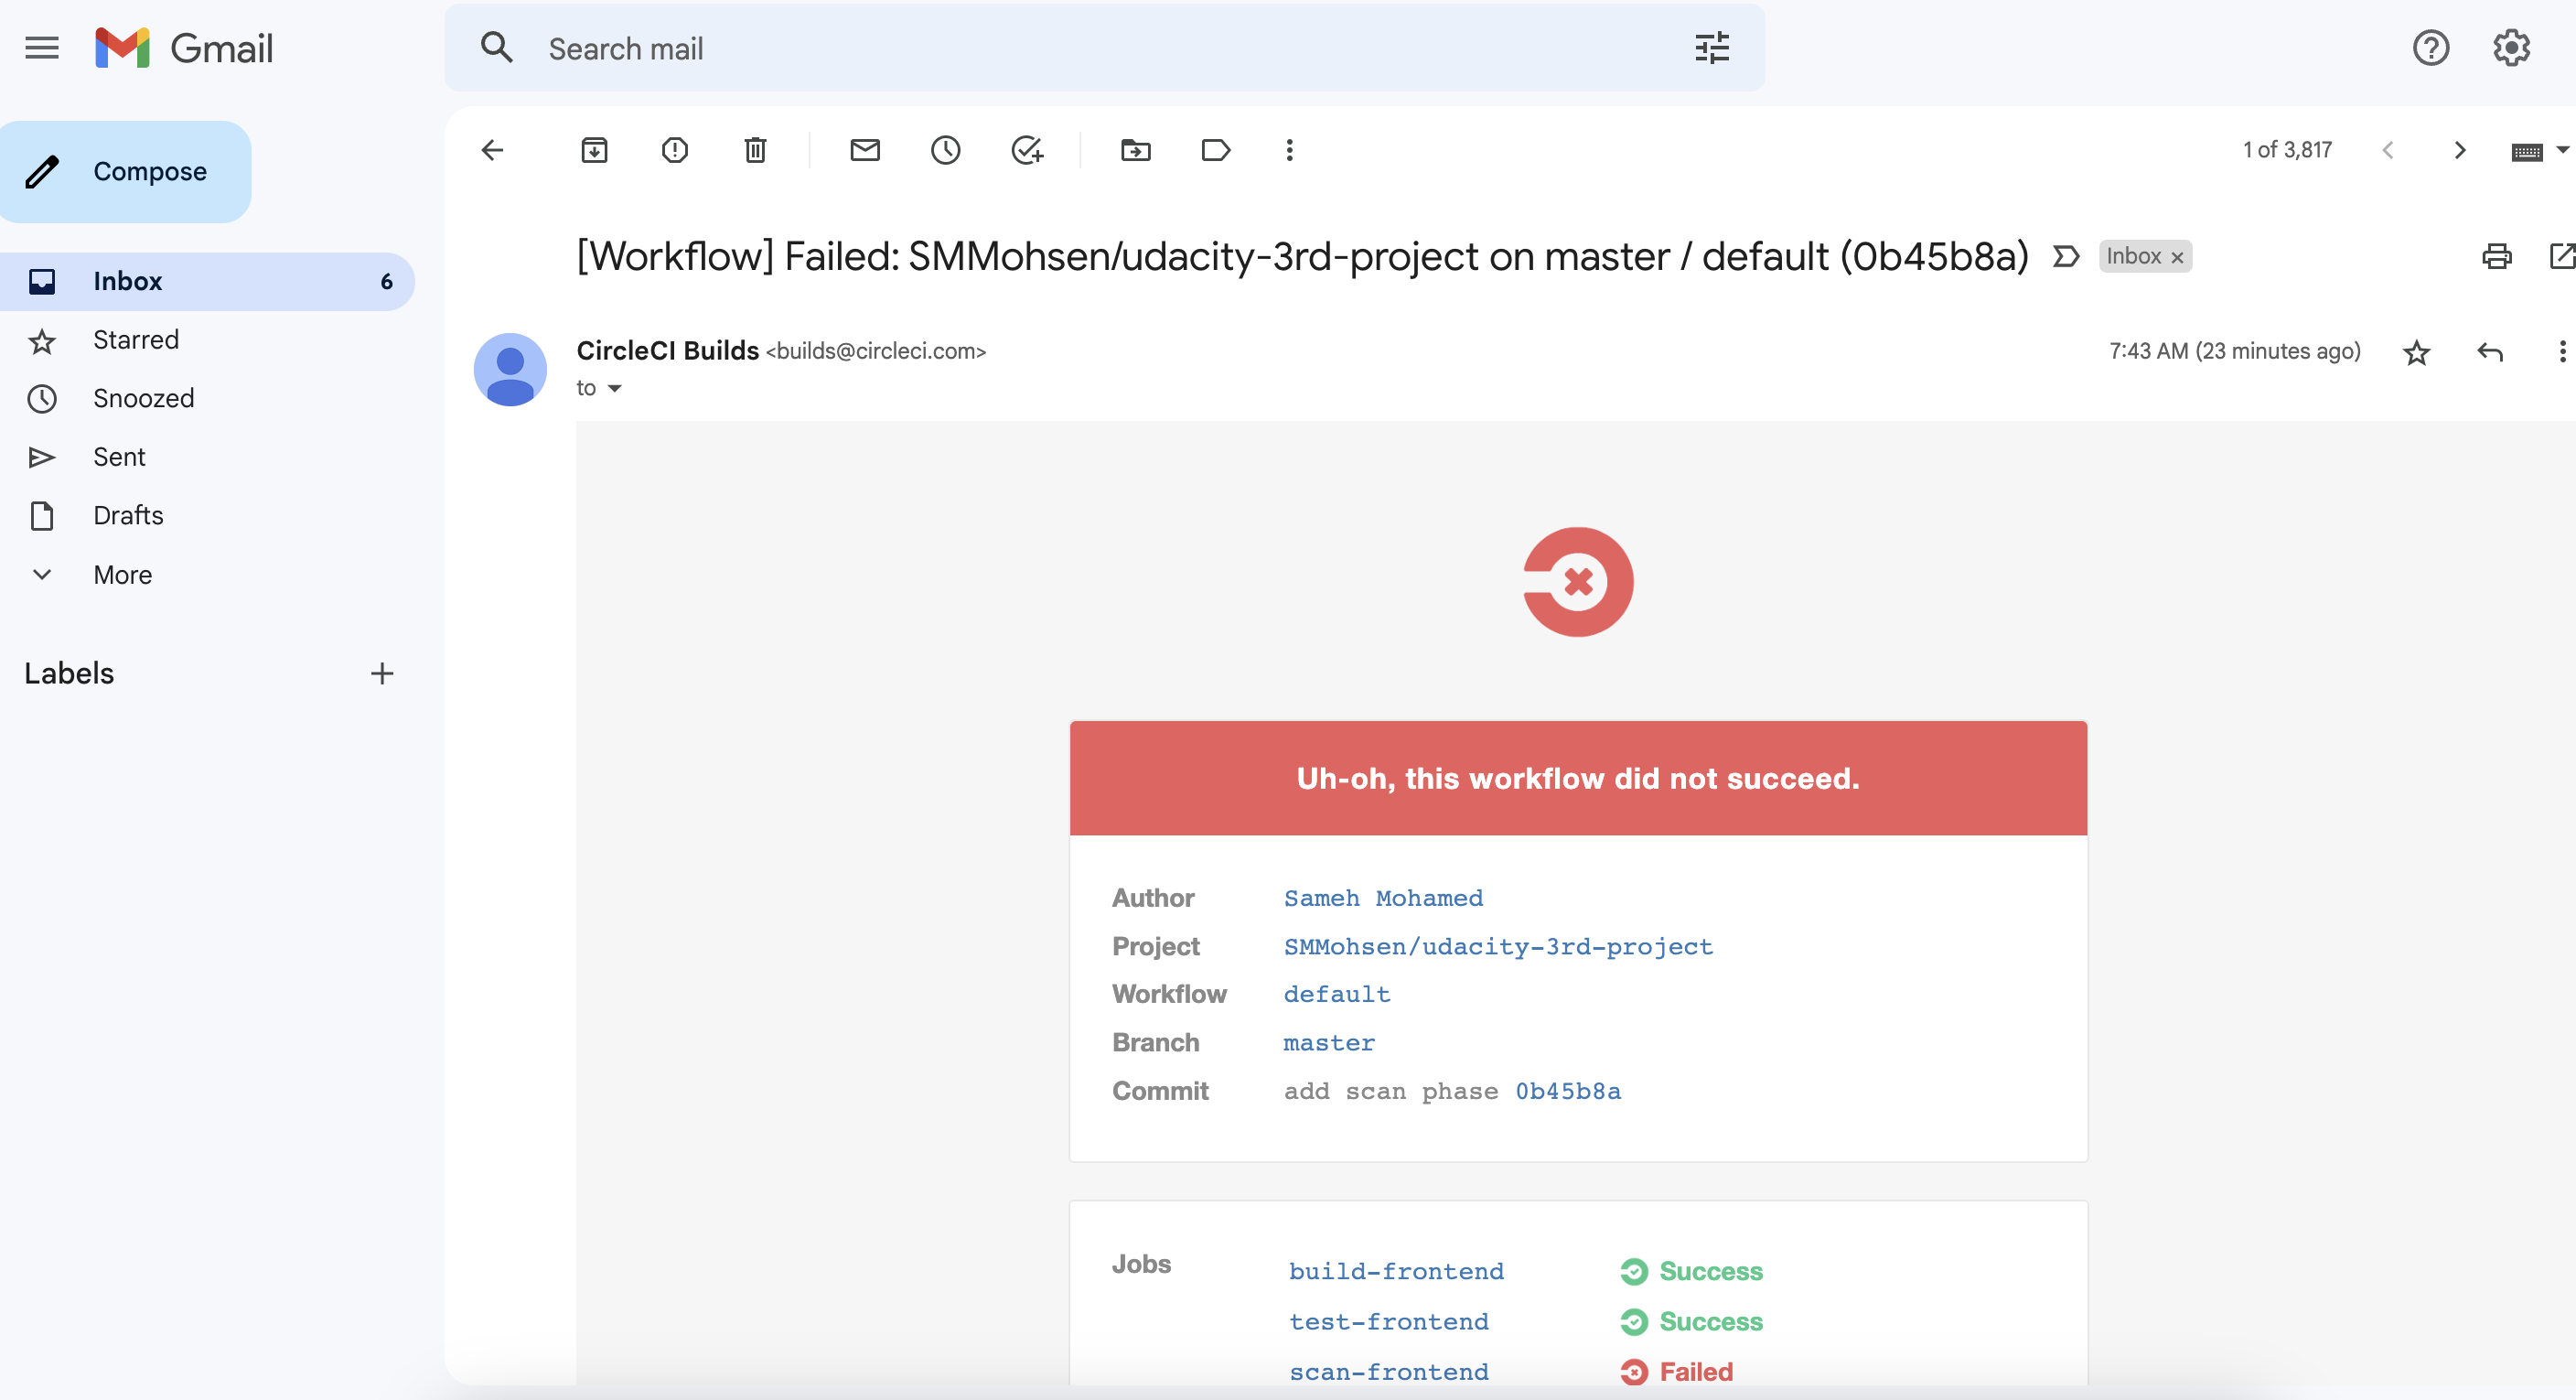 Gmail
Search mail
Compose
1 of 3,817
Inbox 6
Starred
Snoozed
Sent
Drafts
More
Labels
[Workflow] Failed: SMMohsen/udacity-3rd-project on master / default (0b45b8a) Inbox
CircleCI Builds <builds@circleci.com> 7:43 AM (23 minutes ago)
to
Uh-oh, this workflow did not succeed.
Author Sameh Mohamed
Project SMMohsen/udacity-3rd-project
Workflow default
Branch master
Commit add scan phase 0b45b8a
Jobs build-frontend Success
test-frontend Success
scan-frontend Failed